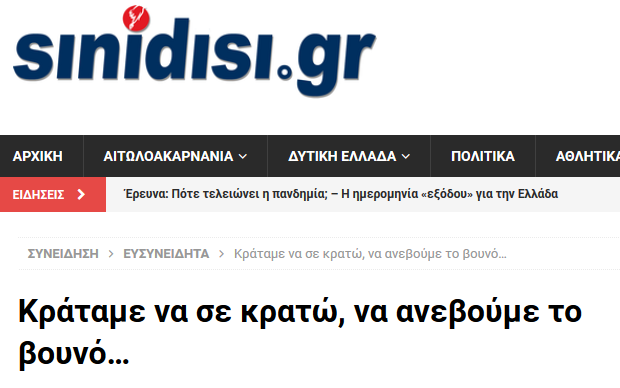 sinidisi.gr
ΑΡΧΙΚΗ ΑΙΤΩΛΟΑΚΑΡΝΑΝΙΑ ΔΥΤΙΚΗ ΕΛΛΑΔΑ ΠΟΛΙΤΙΚΑ ΑΘΛΗΤΙΚΑ
ΕΙΔΗΣΕΙΣ Έρευνα: Πότε τελειώνει η πανδημία; – Η ημερομηνία «εξόδου» για την Ελλάδα
ΣΥΝΕΙΔΗΣΗ > ΕΥΣΥΝΕΙΔΗΤΑ > Κράταμε να σε κρατώ, να ανεβούμε το βουνό…
Κράταμε να σε κρατώ, να ανεβούμε το
βουνό…